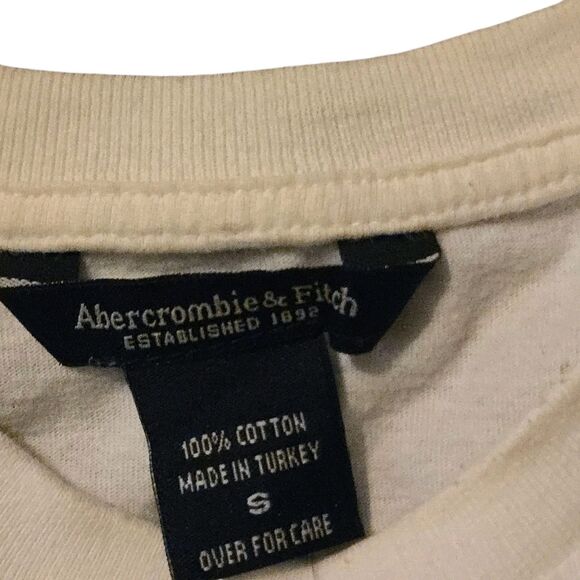 Abercrombie & Fitch
ESTABLISHED 1892
100% COTTON
MADE IN TURKEY
S
OVER FOR CARE